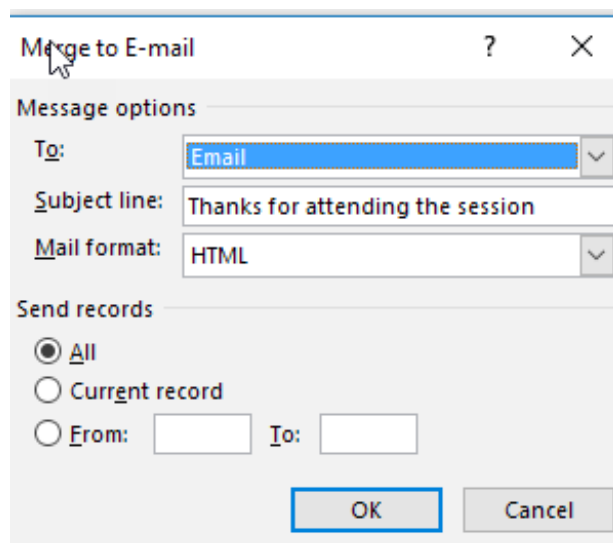 Merge to E-mail ?
Message options
To: Email
Subject line: Thanks for attending the session
Mail format: HTML
Send records
All
Current record
From: To:
OK Cancel